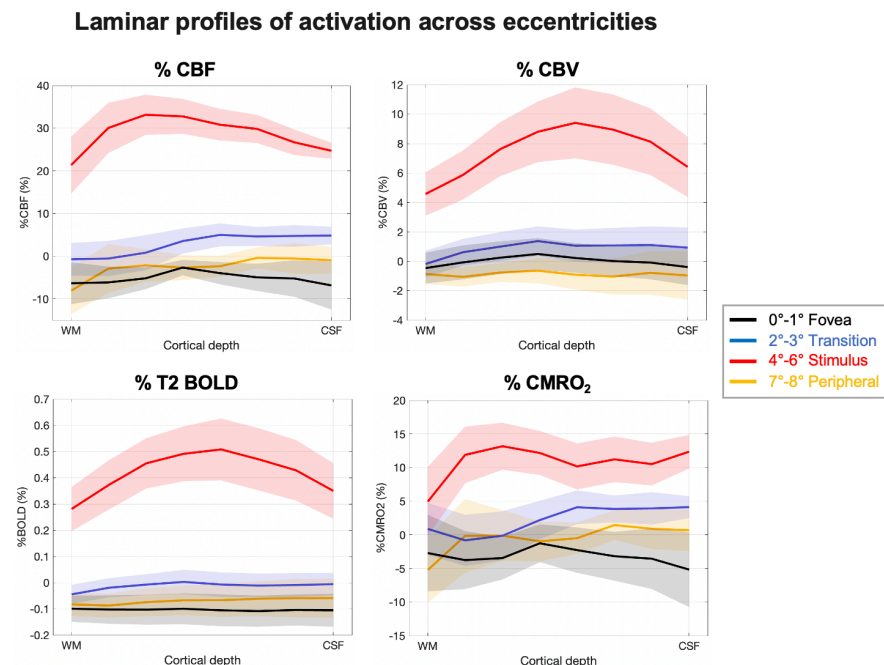 Laminar profiles of activation across eccentricities
% CBF
40
30
20
10
0
-10
%CBF (%)
WM
CSF
Cortical depth
% CBV
12
10
8
6
4
2
0
-2
-4
%CBV (%)
WM
CSF
Cortical depth
0°-1° Fovea
2°-3° Transition
4°-6° Stimulus
7°-8° Peripheral
% T2 BOLD
0.7
0.6
0.5
0.4
0.3
0.2
0.1
0
-0.1
-0.2
%BOLD (%)
WM
CSF
Cortical depth
% CMRO₂
20
15
10
5
0
-5
-10
-15
%CMRO2 (%)
WM
CSF
Cortical depth